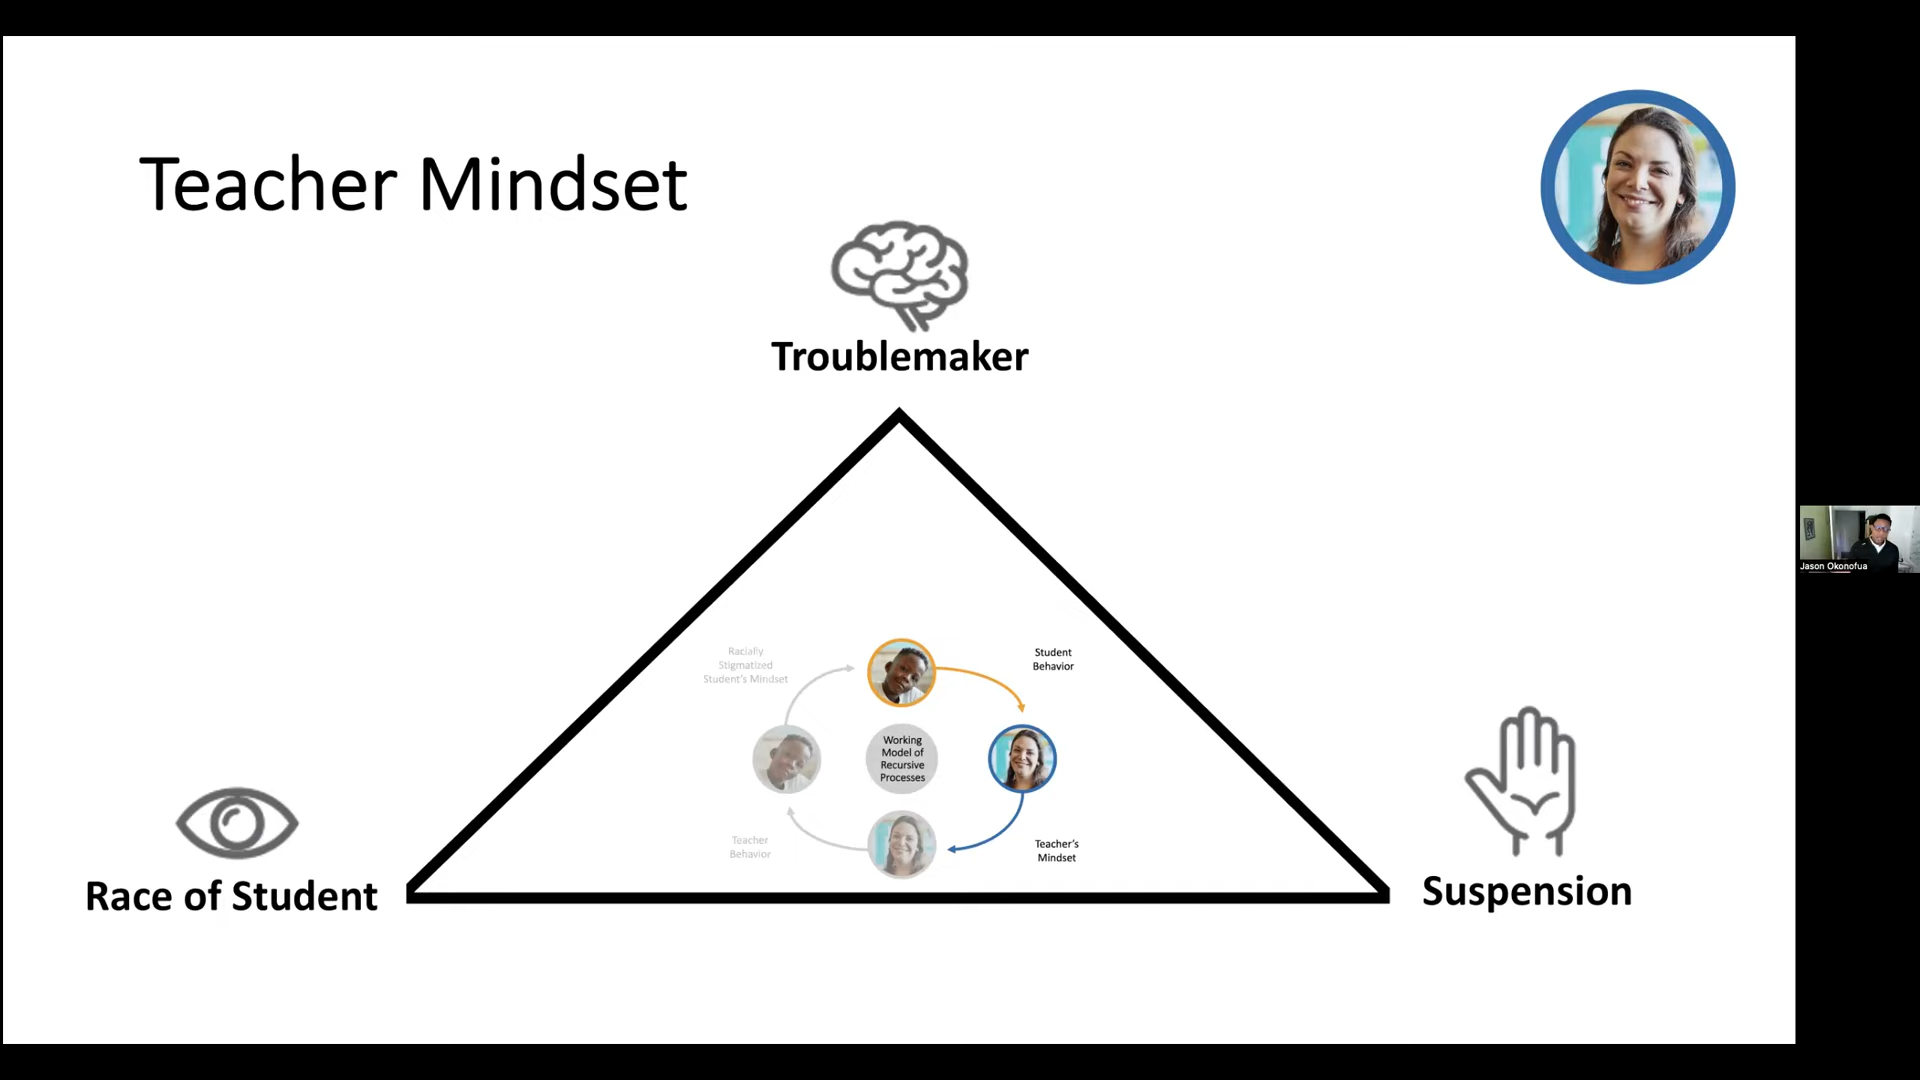 Teacher Mindset
Troublemaker
Racially
Stigmatized
Student's Mindset
Student
Behavior
Working
Model of
Recursive
Processes
Teacher
Behavior
Teacher's
Mindset
Race of Student
Suspension
Jason Okonofua